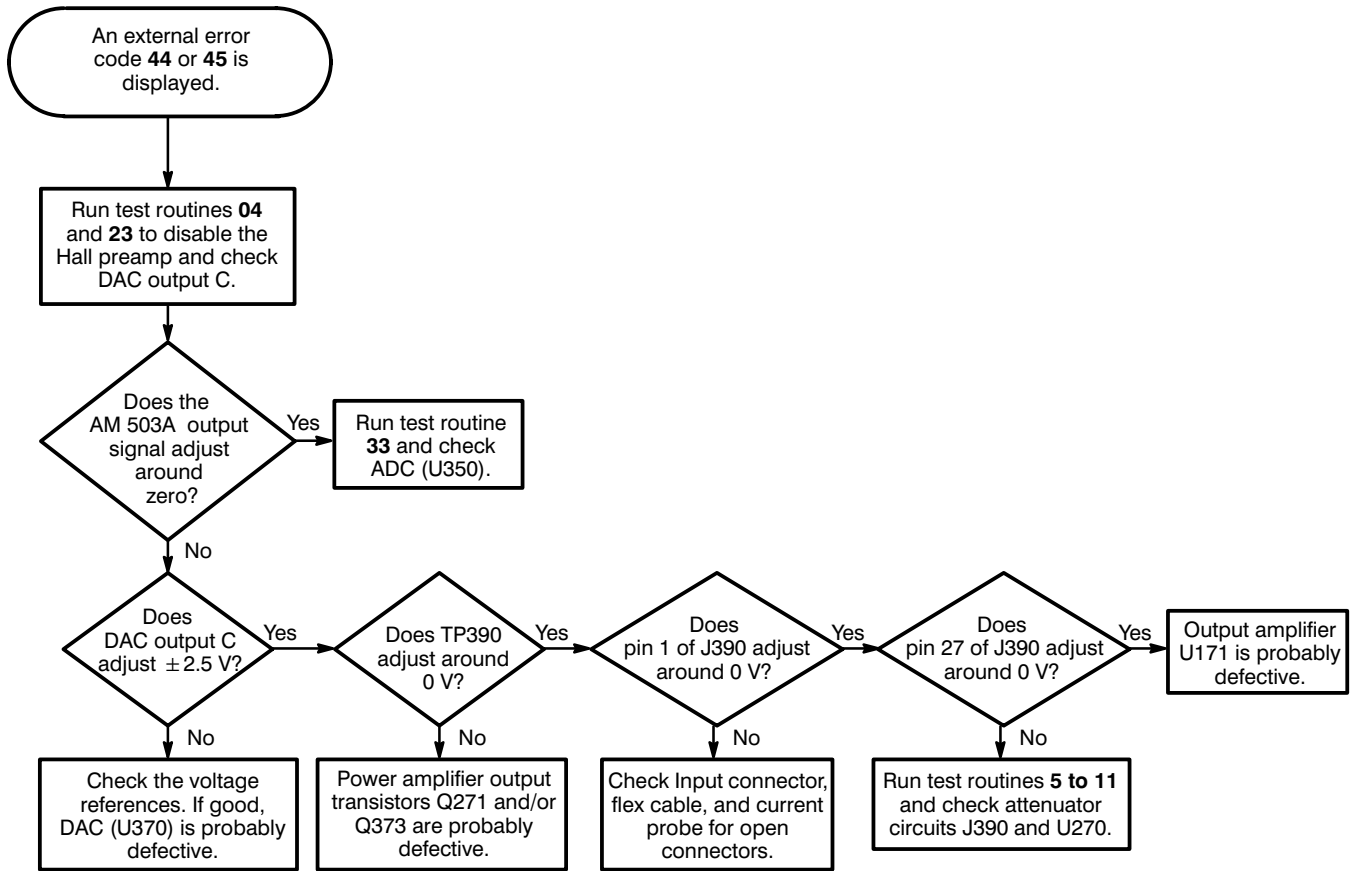 An external error
code 44 or 45 is
displayed.
Run test routines 04
and 23 to disable the
Hall preamp and check
DAC output C.
Does the
AM 503A output
signal adjust
around
zero?
Yes
Run test routine
33 and check
ADC (U350).
No
Does
DAC output C
adjust ±2.5 V?
Yes
Does TP390
adjust around
0 V?
Yes
Does
pin 1 of J390 adjust
around 0 V?
Yes
Does
pin 27 of J390 adjust
around 0 V?
Yes
Output amplifier
U171 is probably
defective.
No
Check the voltage
references. If good,
DAC (U370) is probably
defective.
No
Power amplifier output
transistors Q271 and/or
Q373 are probably
defective.
No
Check Input connector,
flex cable, and current
probe for open
connectors.
No
Run test routines 5 to 11
and check attenuator
circuits J390 and U270.